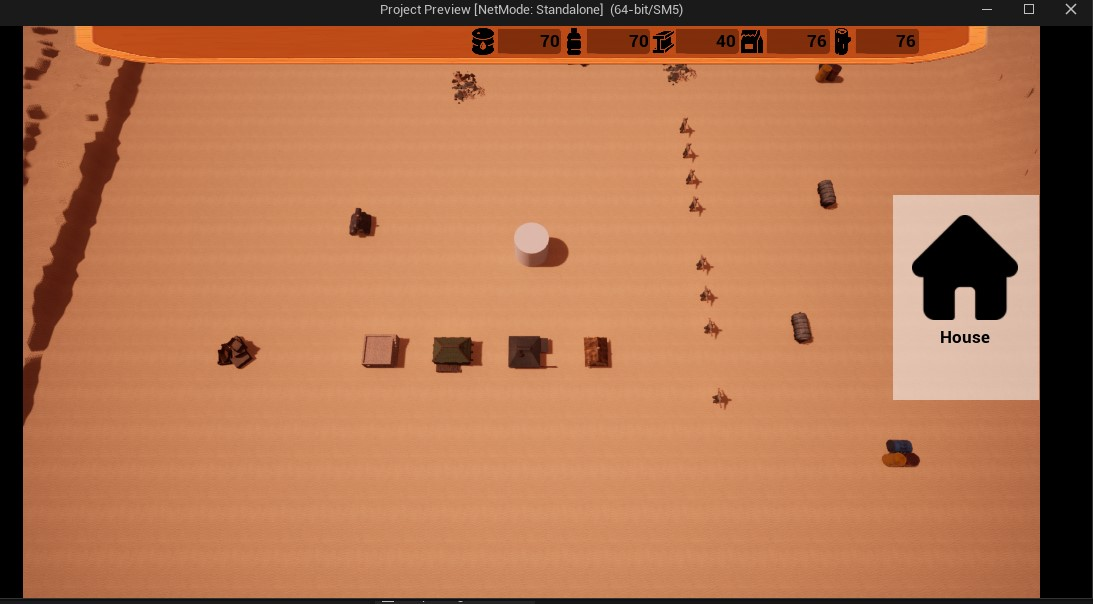 Project Preview [NetMode: Standalone] (64-bit/SM5)
70 70 40 76 76
House